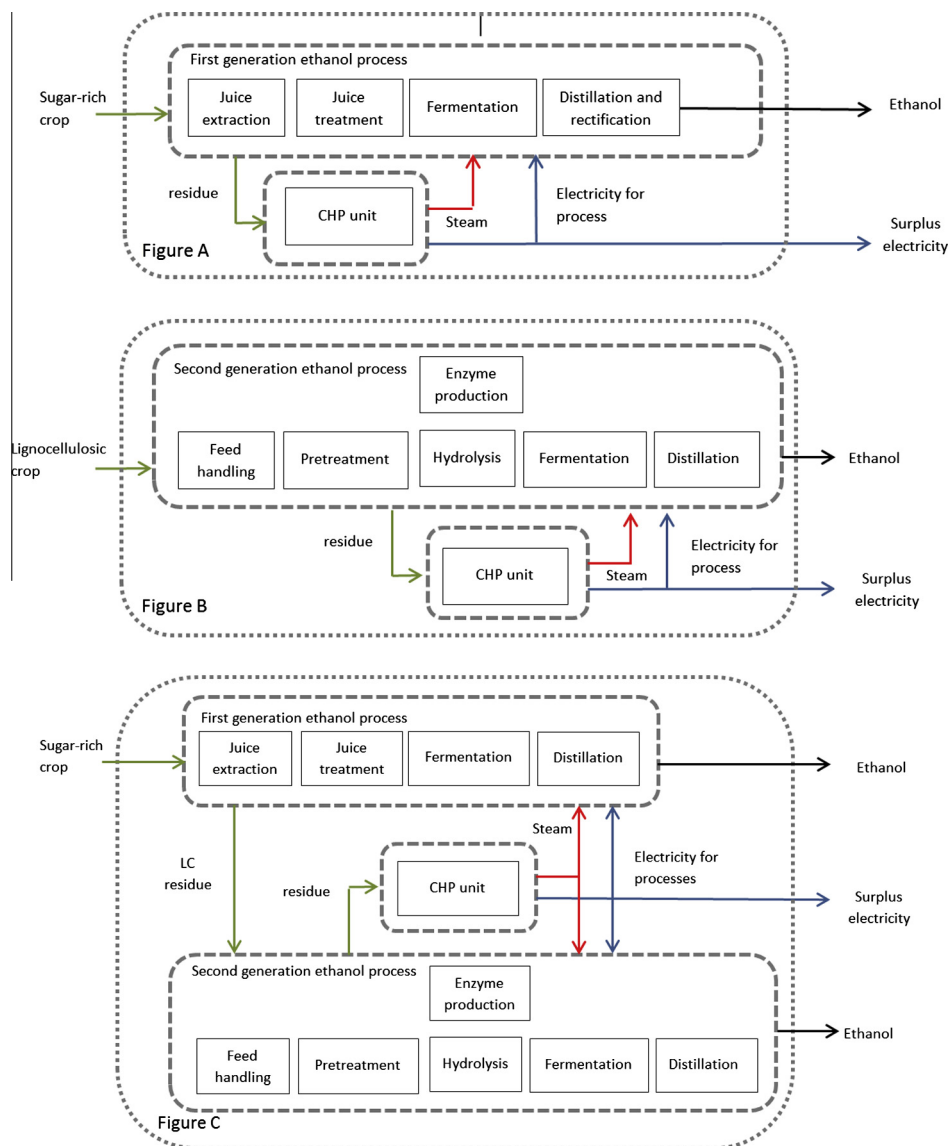 First generation ethanol process
Sugar-rich
crop
Juice
extraction
Juice
treatment
Fermentation
Distillation and
rectification
Ethanol
residue
CHP unit
Steam
Electricity for
process
Surplus
electricity
Figure A
Second generation ethanol process
Enzyme
production
Lignocellulosic
crop
Feed
handling
Pretreatment
Hydrolysis
Fermentation
Distillation
Ethanol
residue
CHP unit
Steam
Electricity for
process
Surplus
electricity
Figure B
First generation ethanol process
Sugar-rich
crop
Juice
extraction
Juice
treatment
Fermentation
Distillation
Ethanol
LC
residue
residue
CHP unit
Steam
Electricity for
processes
Surplus
electricity
Second generation ethanol process
Enzyme
production
Feed
handling
Pretreatment
Hydrolysis
Fermentation
Distillation
Ethanol
Figure C